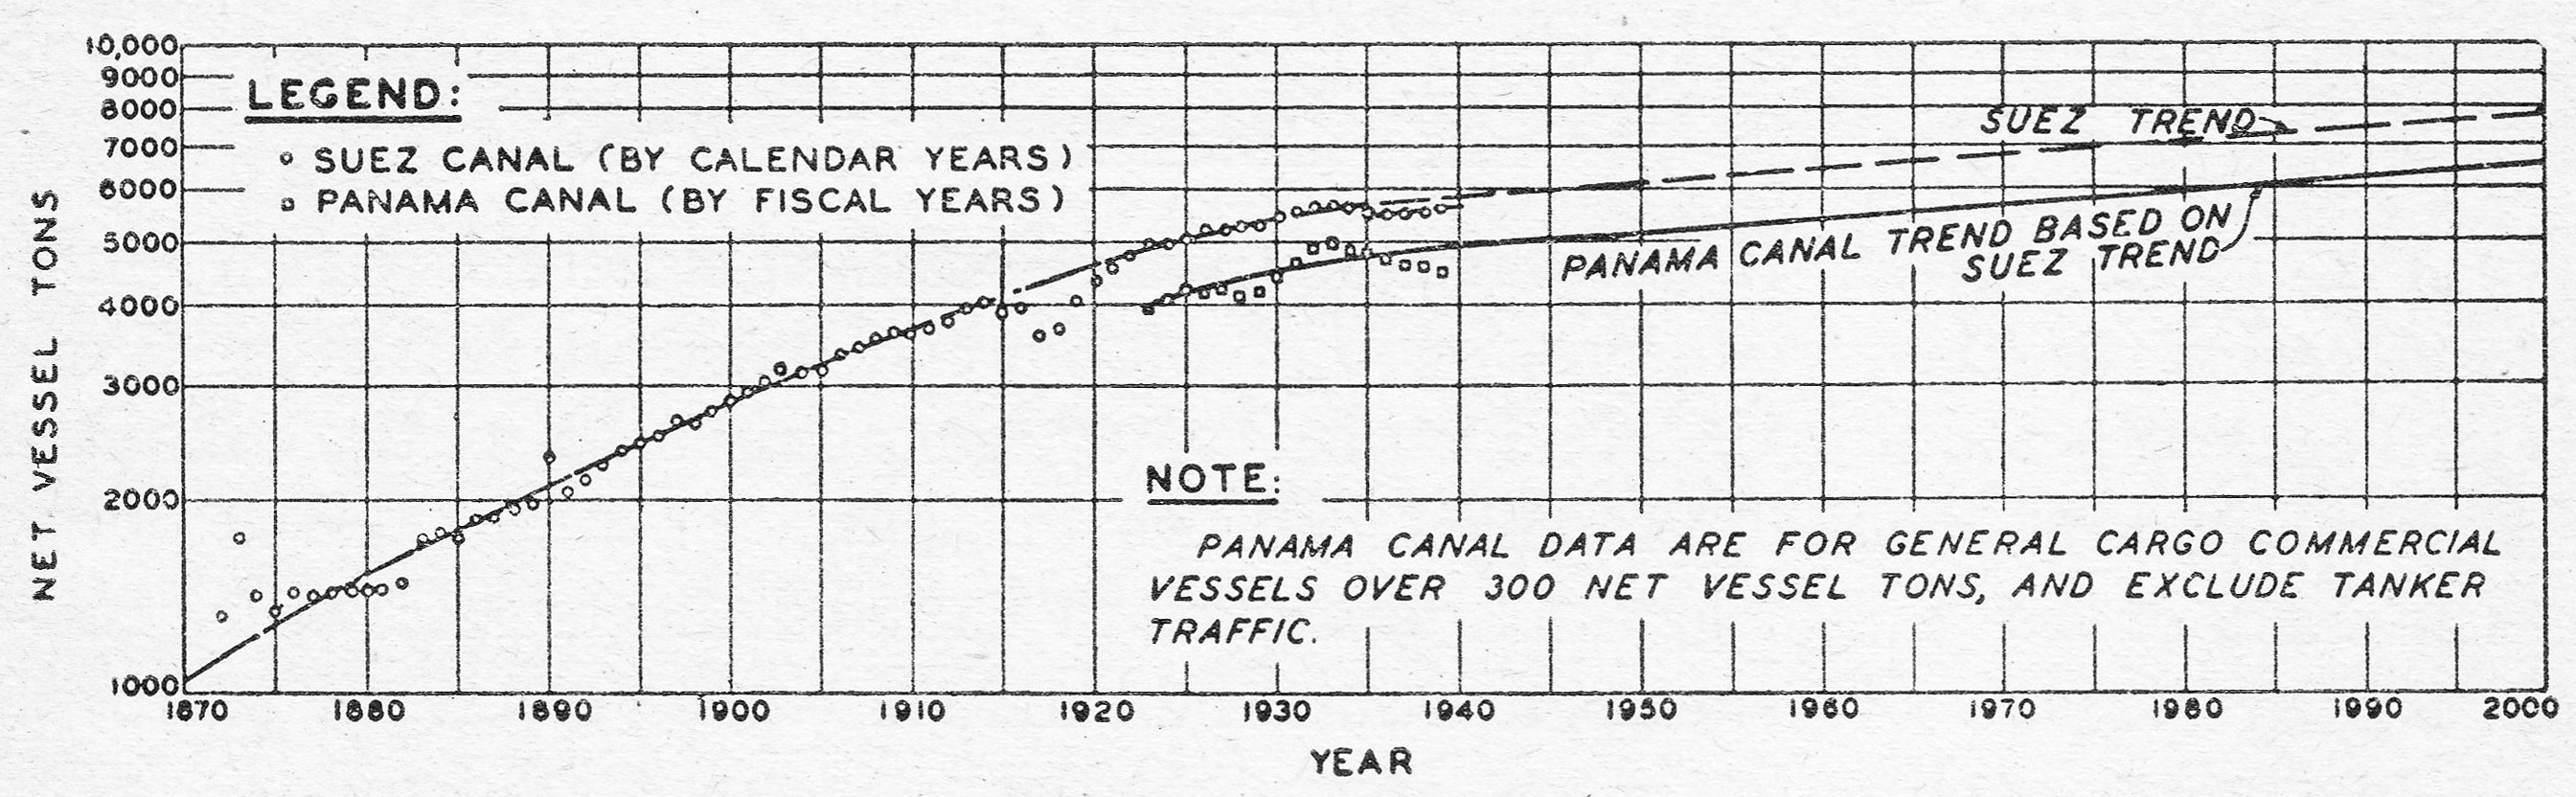 10,000
9000
8000
7000
6000
5000
4000
3000
2000
1000
NET VESSEL TONS
LEGEND:
SUEZ CANAL (BY CALENDAR YEARS)
PANAMA CANAL (BY FISCAL YEARS)
SUEZ TREND
PANAMA CANAL TREND BASED ON
SUEZ TREND
NOTE:
PANAMA CANAL DATA ARE FOR GENERAL CARGO COMMERCIAL
VESSELS OVER 300 NET VESSEL TONS, AND EXCLUDE TANKER
TRAFFIC.
1870 1880 1890 1900 1910 1920 1930 1940 1950 1960 1970 1980 1990 2000
YEAR